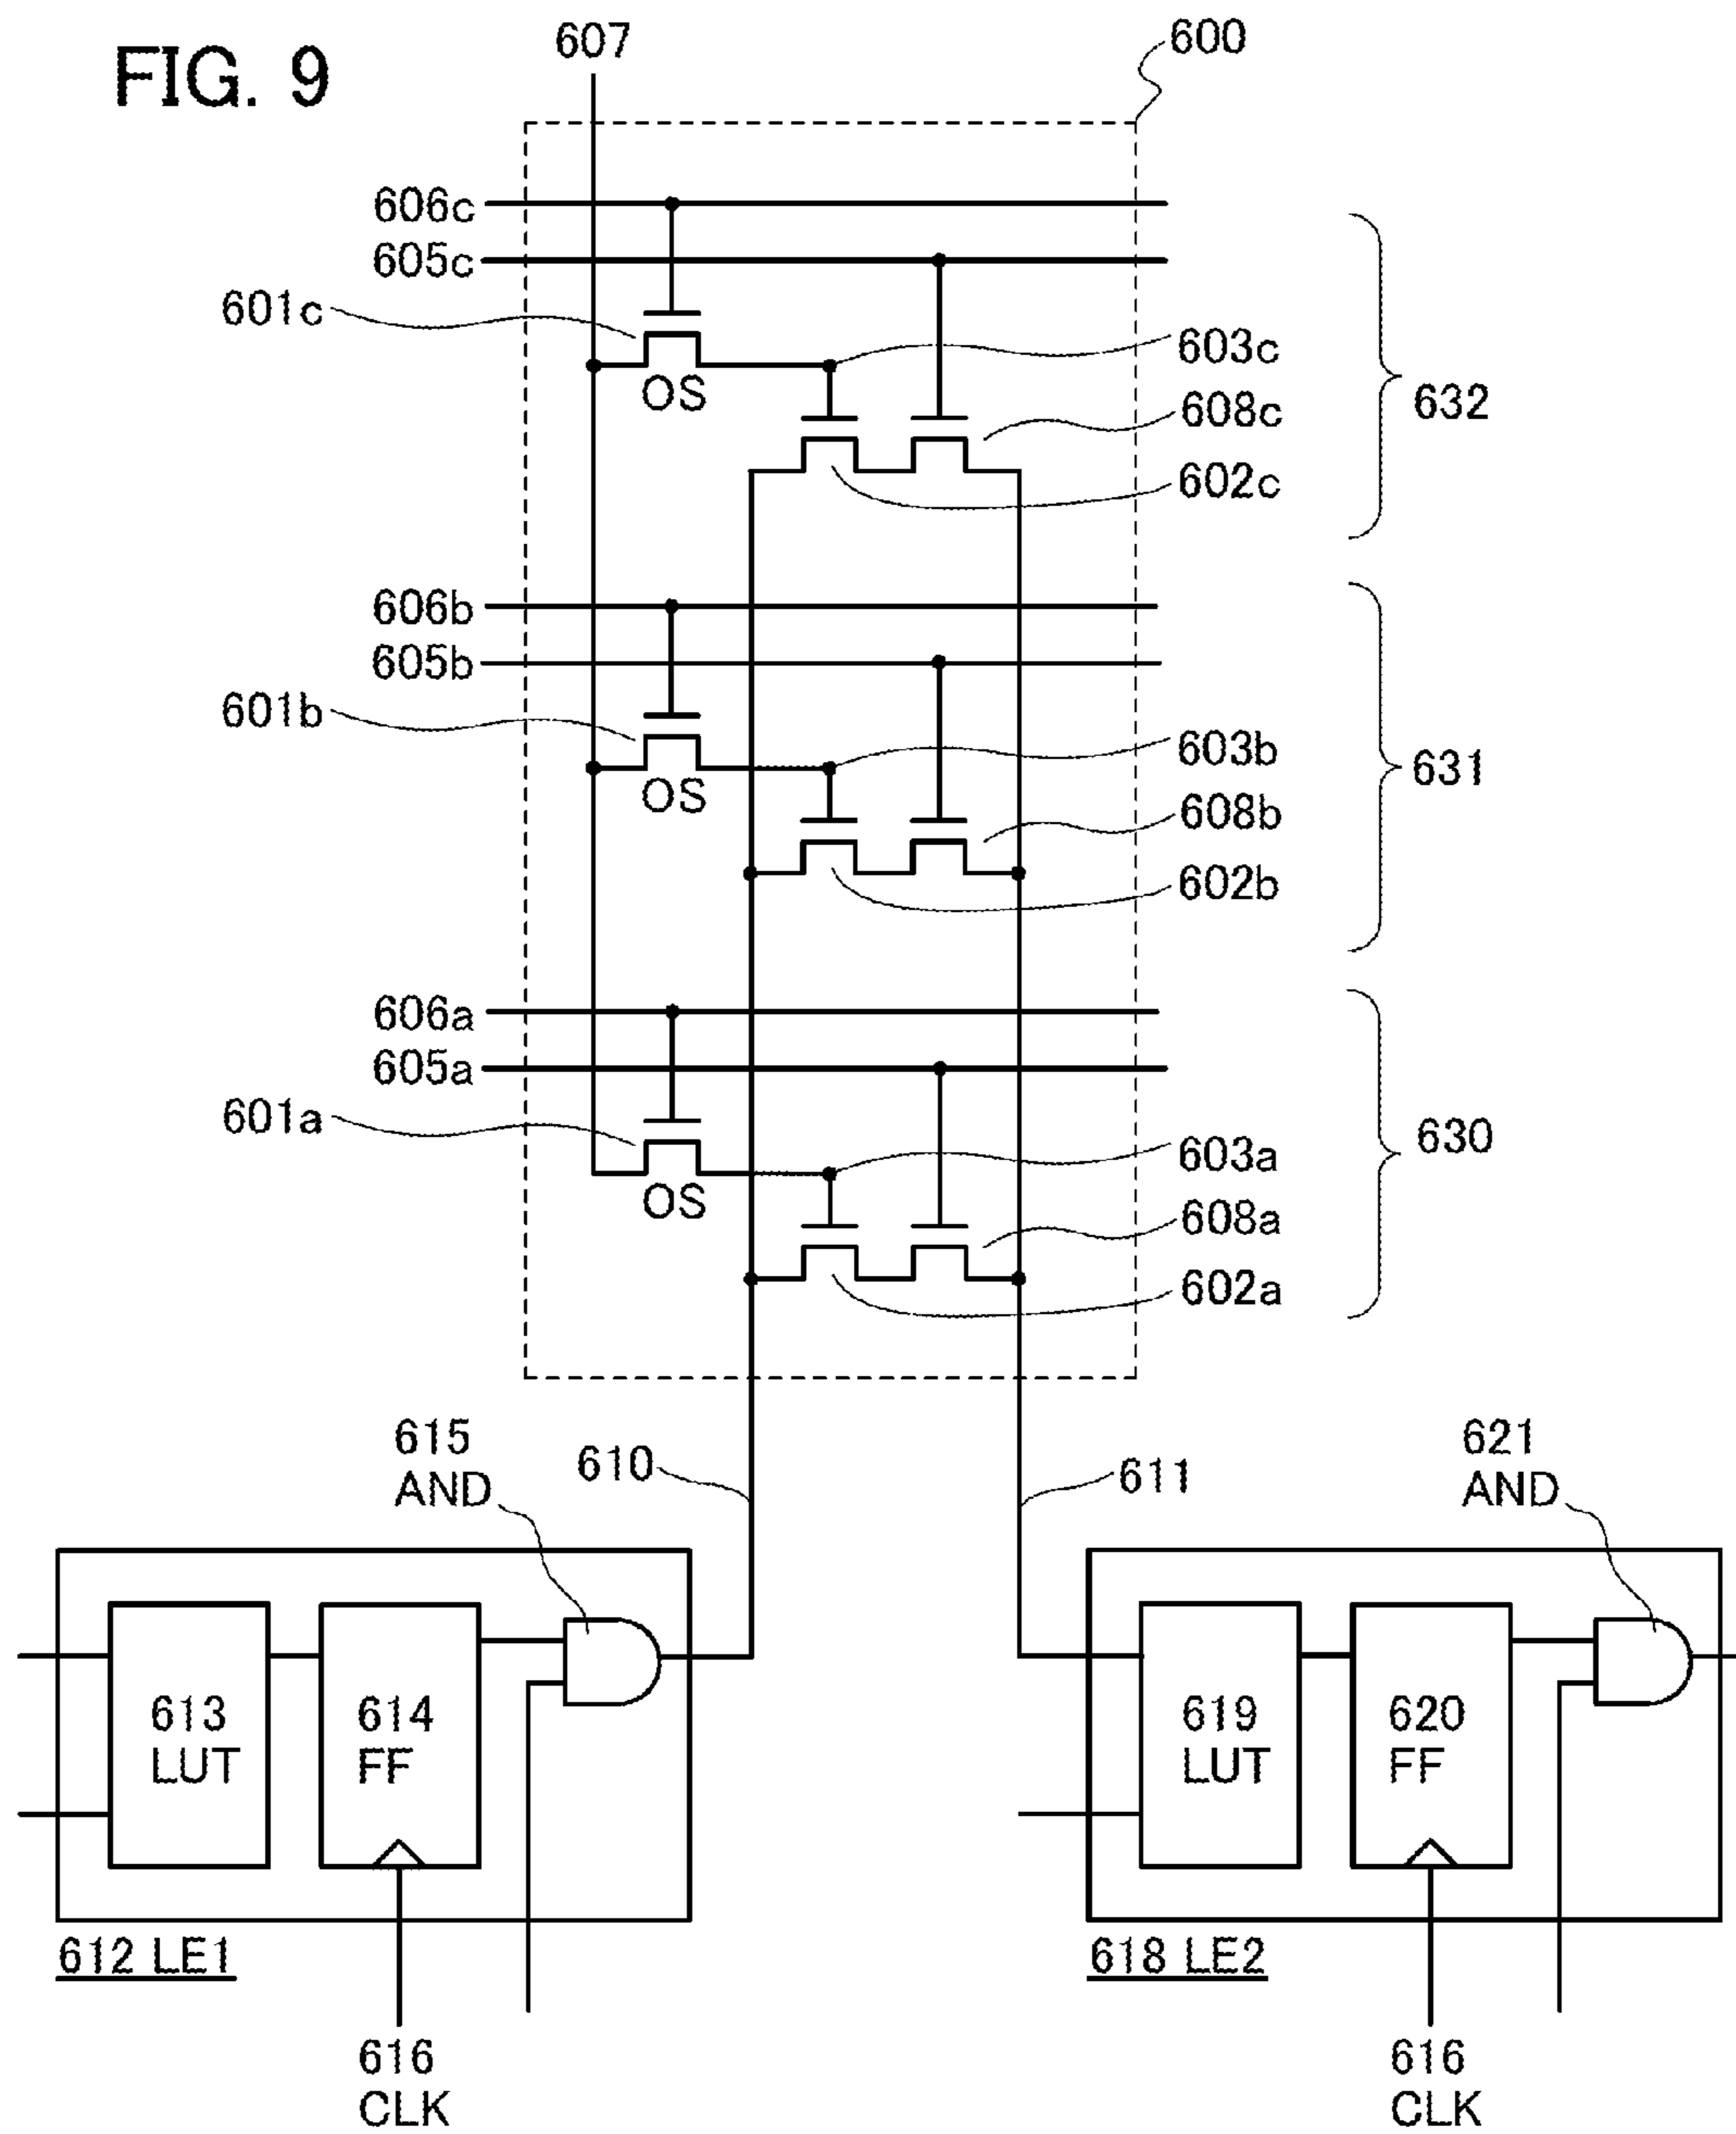 FIG. 9
607
600
606c
605c
601c
OS
603c
608c
602c
632
606b
605b
601b
OS
603b
608b
602b
631
606a
605a
601a
OS
603a
608a
602a
630
615
AND
610
611
621
AND
613
LUT
614
FF
619
LUT
620
FF
612 LE1
618 LE2
616
CLK
616
CLK